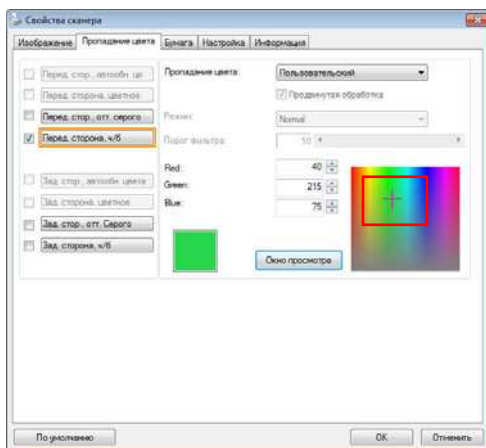 Свойства сканера
Изображение Пропадание цвета Бумага Настройка Информация
Перед. стор., автообн. цв
Перед. сторона, цветное
Перед. стор., отт. серого
Перед. сторона, ч/б
Зад. стор., автообн. цвета
Зад. сторона, цветное
Зад. стор., отт. Серого
Зад. сторона, ч/б
Пропадание цвета: Пользовательский
Продвинутая обработка
Режим: Normal
Порог фильтра: 10
Red: 40
Green: 215
Blue: 75
Окно просмотра
По умолчанию OK Отменить